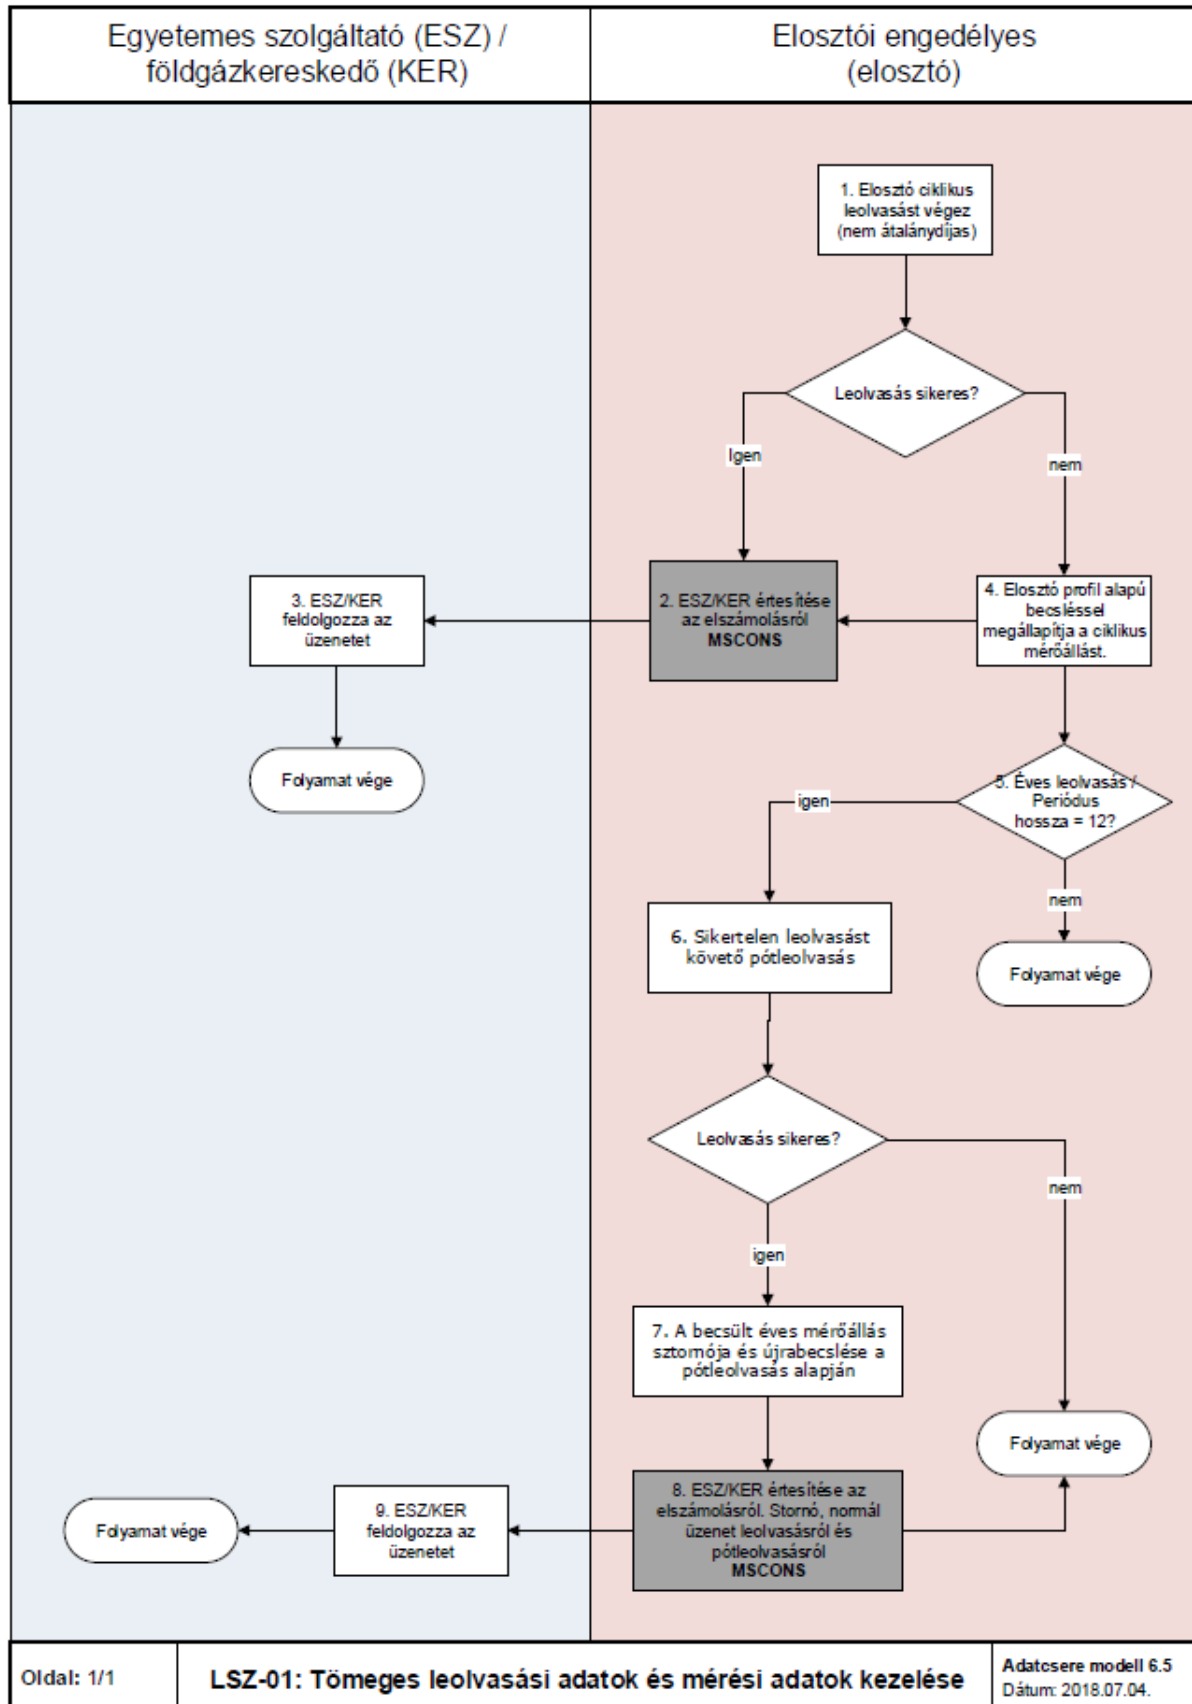 Egyetemes szolgáltató (ESZ) /
földgázkereskedő (KER)
Elosztói engedélyes
(elosztó)
1. Elosztó ciklikus
leolvasást végez
(nem átalánydíjas)
Leolvasás sikeres?
Igen
nem
3. ESZ/KER
feldolgozza az
üzenetet
2. ESZ/KER értesítése
az elszámolásról
MSCONS
4. Elosztó profil alapú
becsléssel
megállapítja a ciklikus
mérőállást.
Folyamat vége
5. Éves leolvasás /
Periódus
hossza = 12?
igen
nem
6. Sikertelen leolvasást
követő pótleolvasás
Folyamat vége
Leolvasás sikeres?
nem
igen
7. A becsült éves mérőállás
sztornója és újrabecslése a
pótleolvasás alapján
Folyamat vége
8. ESZ/KER értesítése az
elszámolásról. Stornó, normál
üzenet leolvasásról és
pótleolvasásról
MSCONS
9. ESZ/KER
feldolgozza az
üzenetet
Folyamat vége
Oldal: 1/1
LSZ-01: Tömeges leolvasási adatok és mérési adatok kezelése
Adatcsere modell 6.5
Dátum: 2018.07.04.